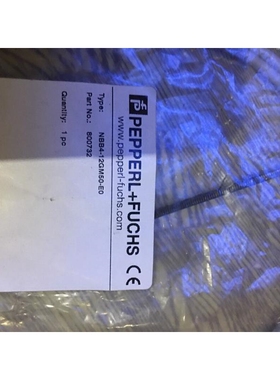 PEPPERL+FUCHS CE
www.pepperl-fuchs.com
Type: NBB4-12GM50-E0
Part No.: 800732
Quantity: 1 pc